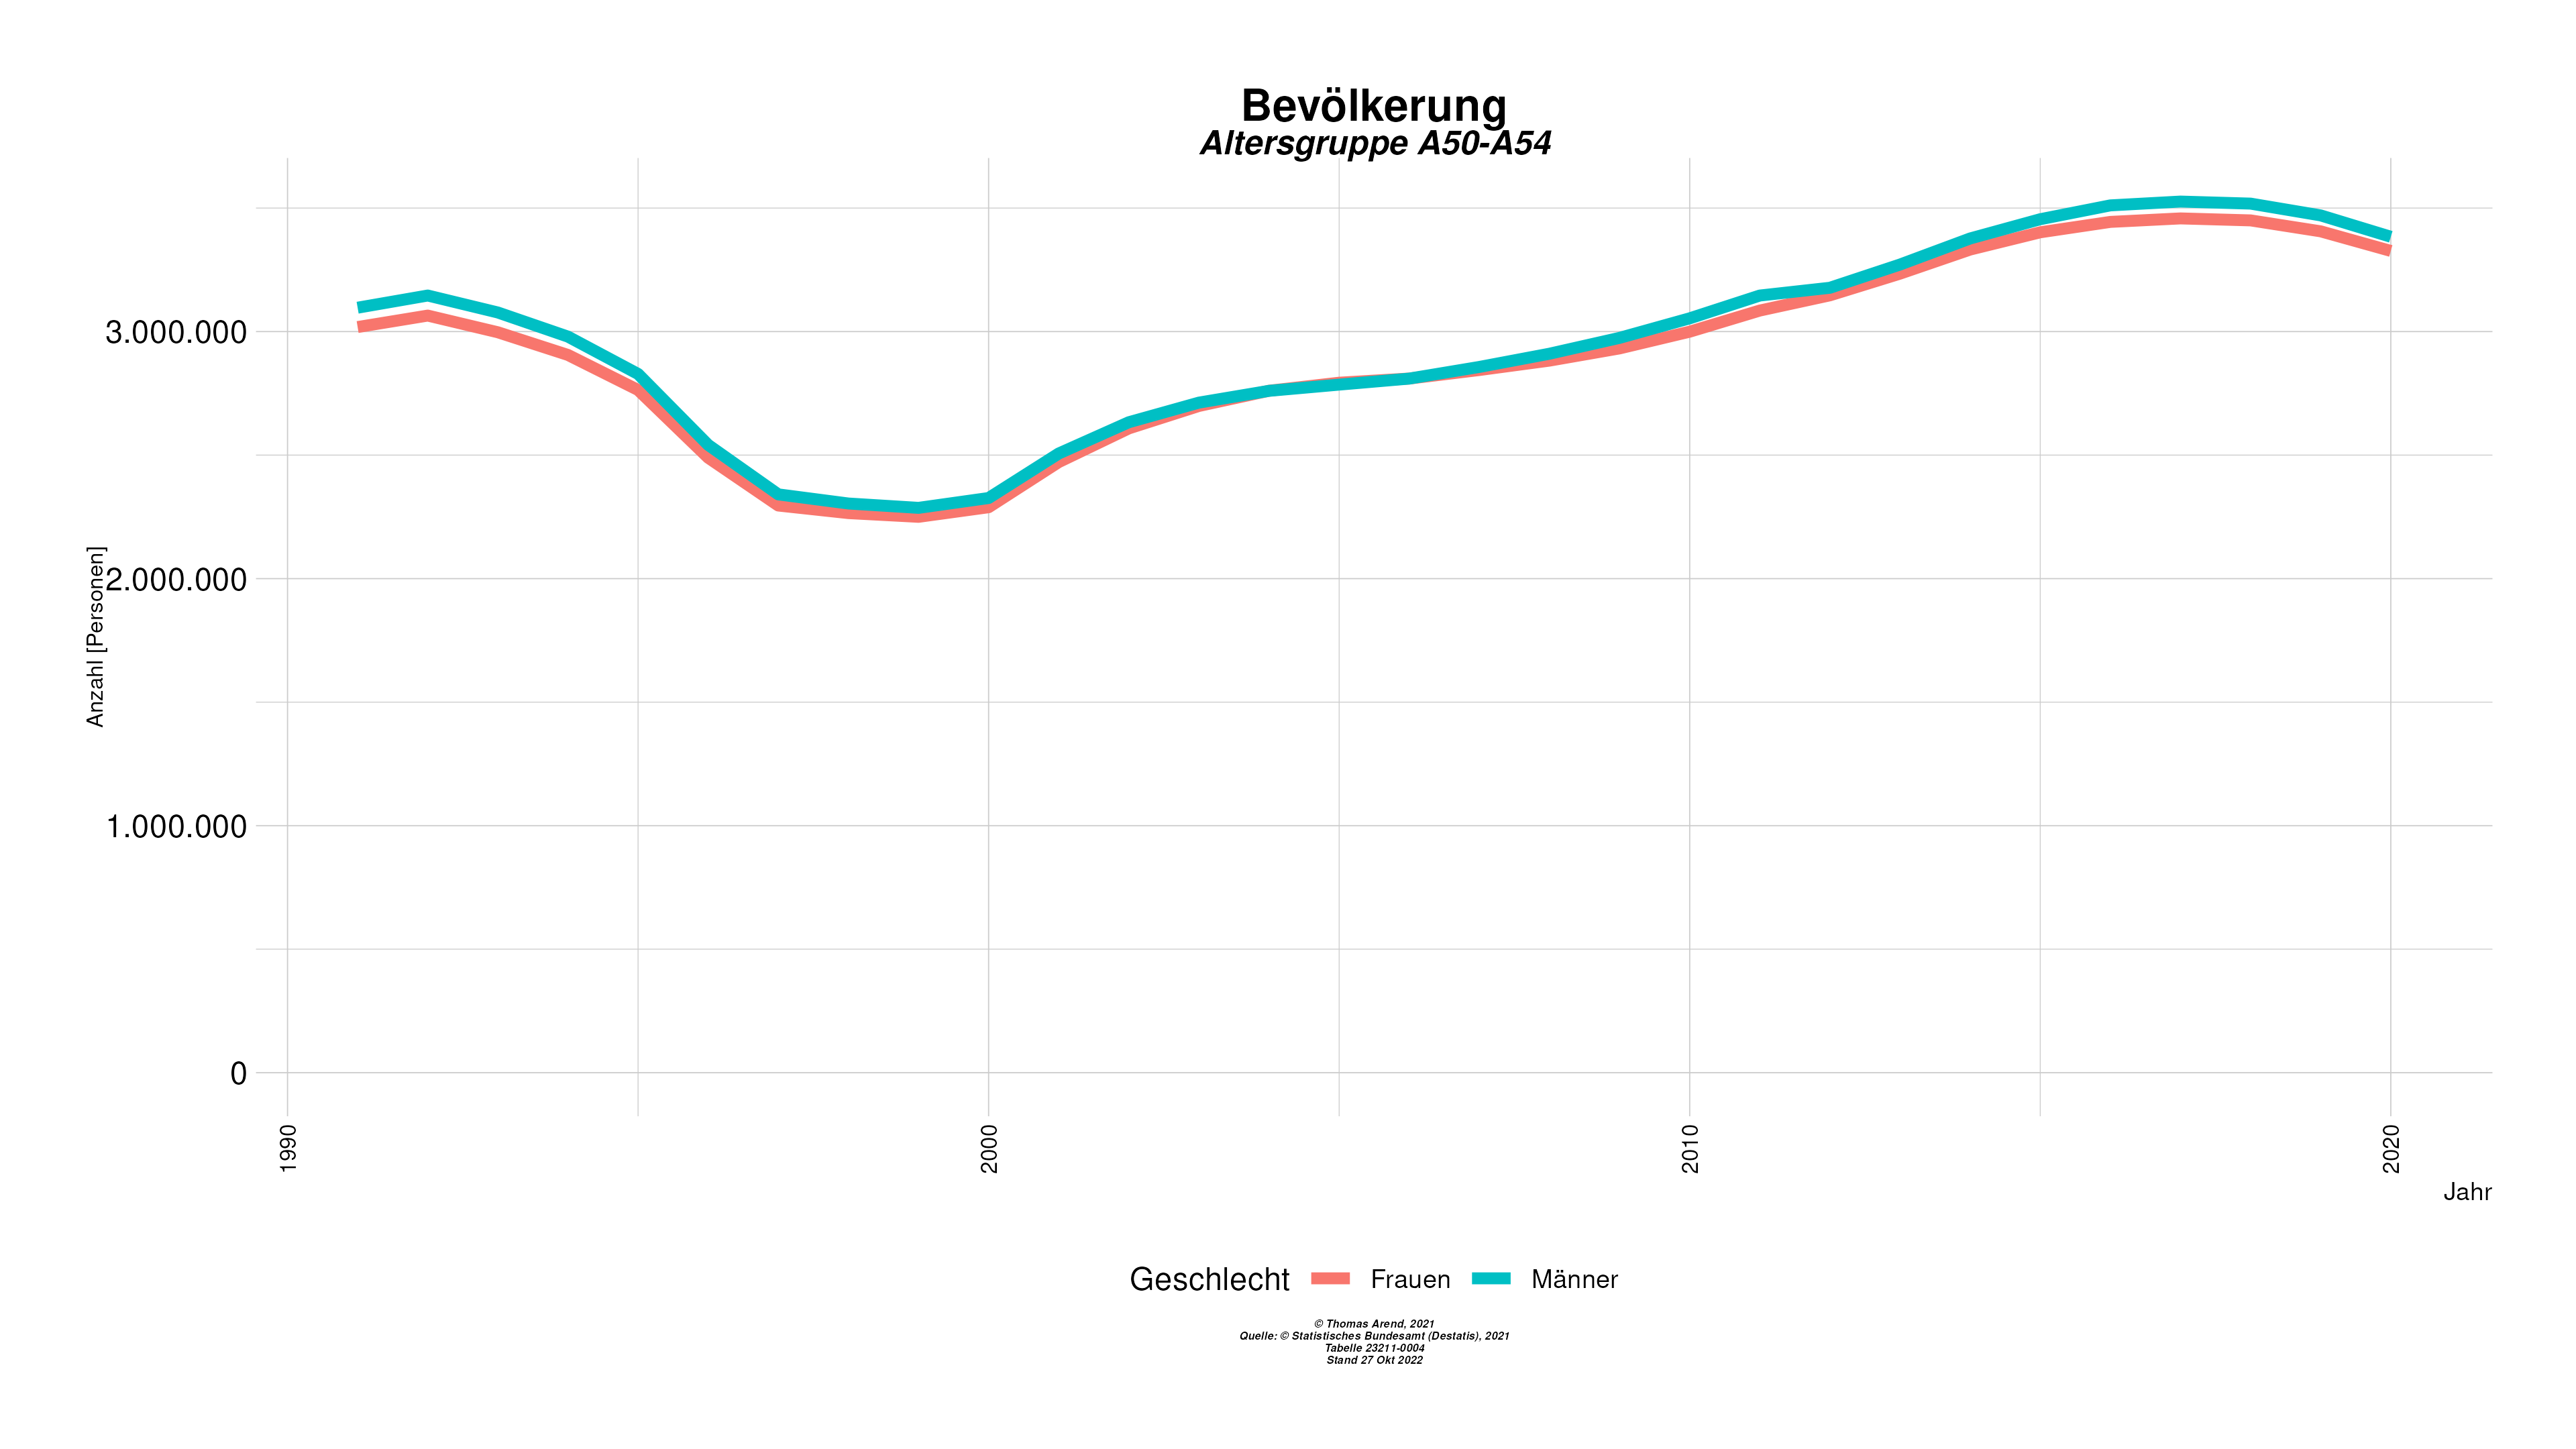 Bevölkerung
Altersgruppe A50-A54
Anzahl [Personen]
3.000.000
2.000.000
1.000.000
0
1990
2000
2010
2020
Jahr
Geschlecht Frauen Männer
© Thomas Arend, 2021
Quelle: © Statistisches Bundesamt (Destatis), 2021
Tabelle 23211-0004
Stand 27 Okt 2022